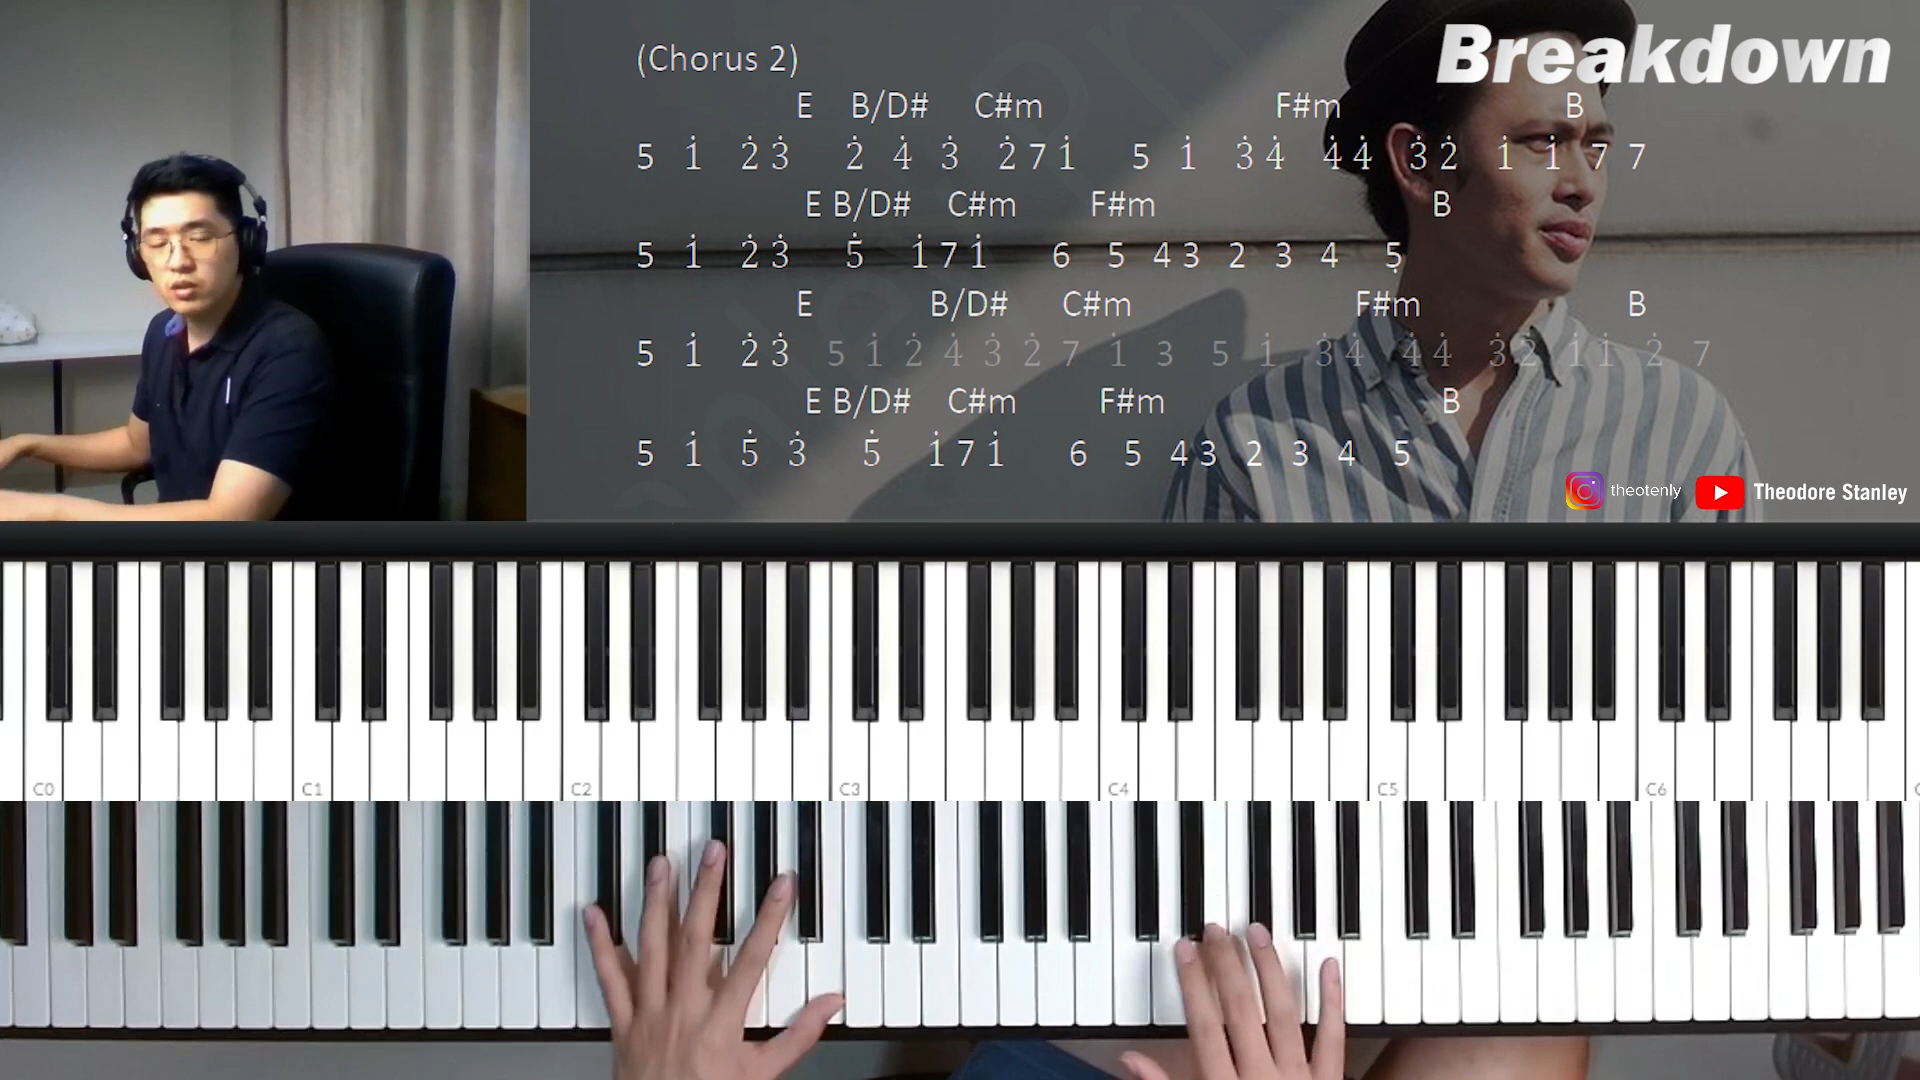 Breakdown
(Chorus 2)
E B/D# C#m F#m B
5 1̇ 2̇ 3̇ 2̇ 4̇ 3̇ 2̇ 7 1̇ 5 1̇ 3̇ 4̇ 4̇ 4̇ 3̇ 2̇ 1̇ 1̇ 7 7
E B/D# C#m F#m B
5 1̇ 2̇ 3̇ 5̇ 1̇ 7 1̇ 6 5 4 3 2 3 4 5̣
E B/D# C#m F#m B
5 1̇ 2̇ 3̇ 5 1̇ 2̇ 4̇ 3̇ 2̇ 7 1̇ 3 5 1̇ 3̇ 4̇ 4̇ 4̇ 3̇ 2̇ 1̇ 1̇ 2̇ 7
E B/D# C#m F#m B
5 1̇ 5̇ 3̇ 5̇ 1̇ 7 1̇ 6 5 4 3 2 3 4 5
theotenly Theodore Stanley
C0 C1 C2 C3 C4 C5 C6